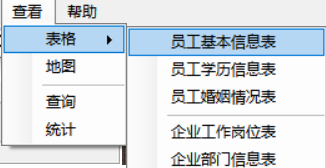 查看 帮助
表格
地图
查询
统计
员工基本信息表
员工学历信息表
员工婚姻情况表
企业工作岗位表
企业部门信息表